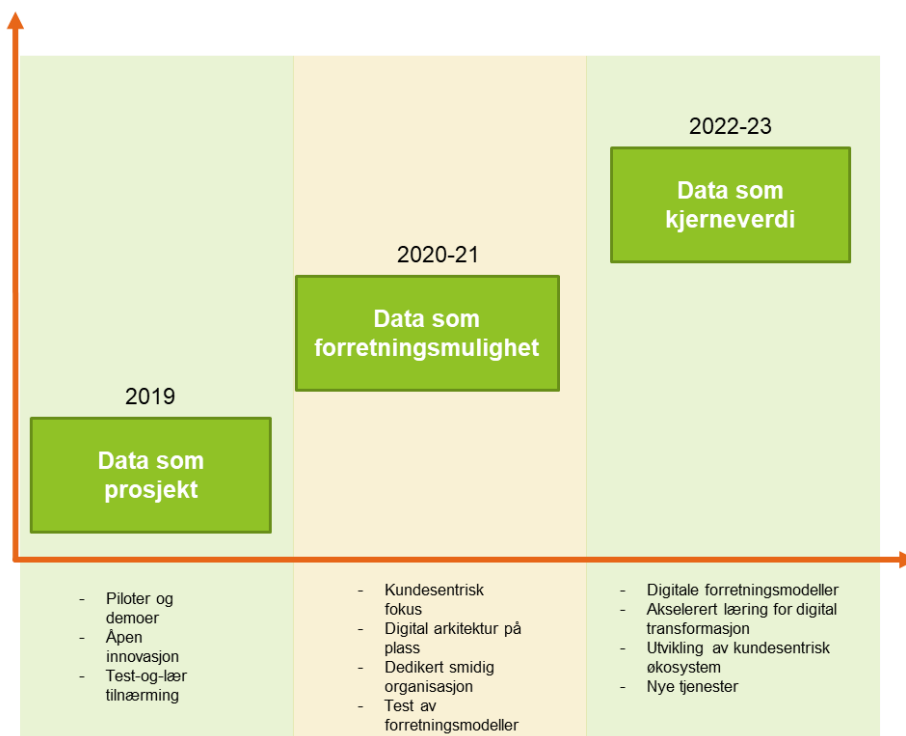 2019
Data som
prosjekt
2020-21
Data som
forretningsmulighet
2022-23
Data som
kjerneverdi
- Piloter og
demoer
- Åpen
innovasjon
- Test-og-lær
tilnærming
- Kundesentrisk
fokus
- Digital arkitektur på
plass
- Dedikert smidig
organisasjon
- Test av
forretningsmodeller
- Digitale forretningsmodeller
- Akselerert læring for digital
transformasjon
- Utvikling av kundesentrisk
økosystem
- Nye tjenester